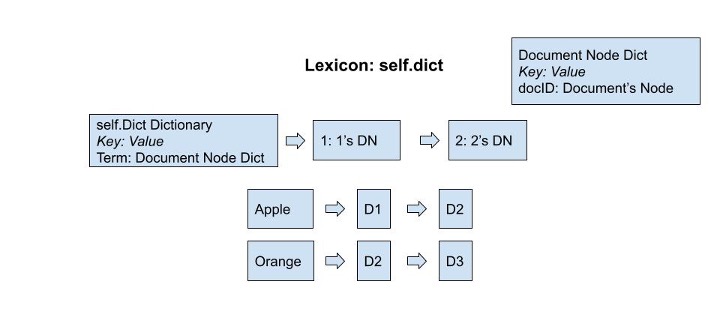 Lexicon: self.dict
Document Node Dict
Key: Value
docID: Document's Node
self.Dict Dictionary
Key: Value
Term: Document Node Dict
1: 1's DN
2: 2's DN
Apple
D1
D2
Orange
D2
D3